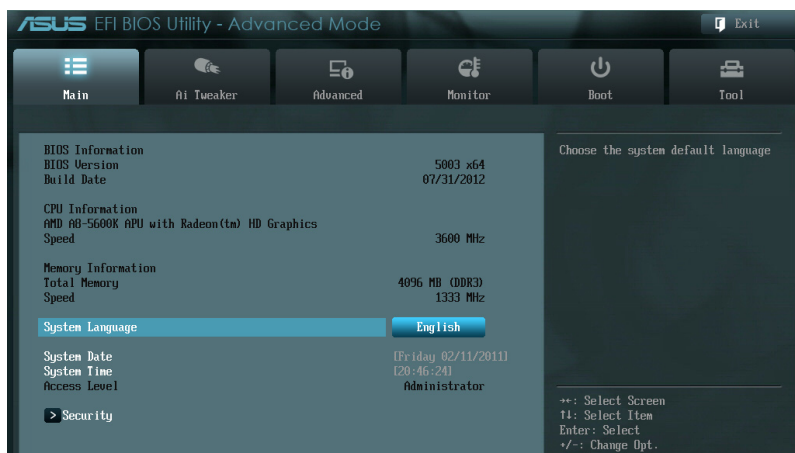 ASUS EFI BIOS Utility - Advanced Mode
Exit
Main
Ai Tweaker
Advanced
Monitor
Boot
Tool
BIOS Information
BIOS Version 5003 x64
Build Date 07/31/2012
CPU Information
AMD A8-5600K APU with Radeon(tm) HD Graphics
Speed 3600 MHz
Memory Information
Total Memory 4096 MB (DDR3)
Speed 1333 MHz
System Language English
System Date [Friday 02/11/2011]
System Time [20:46:24]
Access Level Administrator
> Security
Choose the system default language
→←: Select Screen
↑↓: Select Item
Enter: Select
+/-: Change Opt.